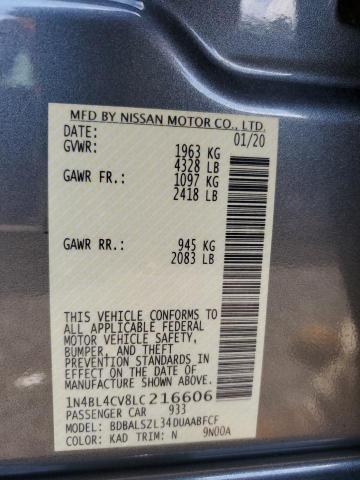 MFD BY NISSAN MOTOR CO., LTD.
DATE: 01/20
GVWR: 1963 KG
4328 LB
GAWR FR.: 1097 KG
2418 LB
GAWR RR.: 945 KG
2083 LB
THIS VEHICLE CONFORMS TO
ALL APPLICABLE FEDERAL
MOTOR VEHICLE SAFETY,
BUMPER, AND THEFT
PREVENTION STANDARDS IN
EFFECT ON THE DATE OF
MANUFACTURE SHOWN ABOVE.
1N4BL4CV8LC216606
PASSENGER CAR 933
MODEL: BDBALSZL34DUAABFCF
COLOR: KAD TRIM: N 9N00A